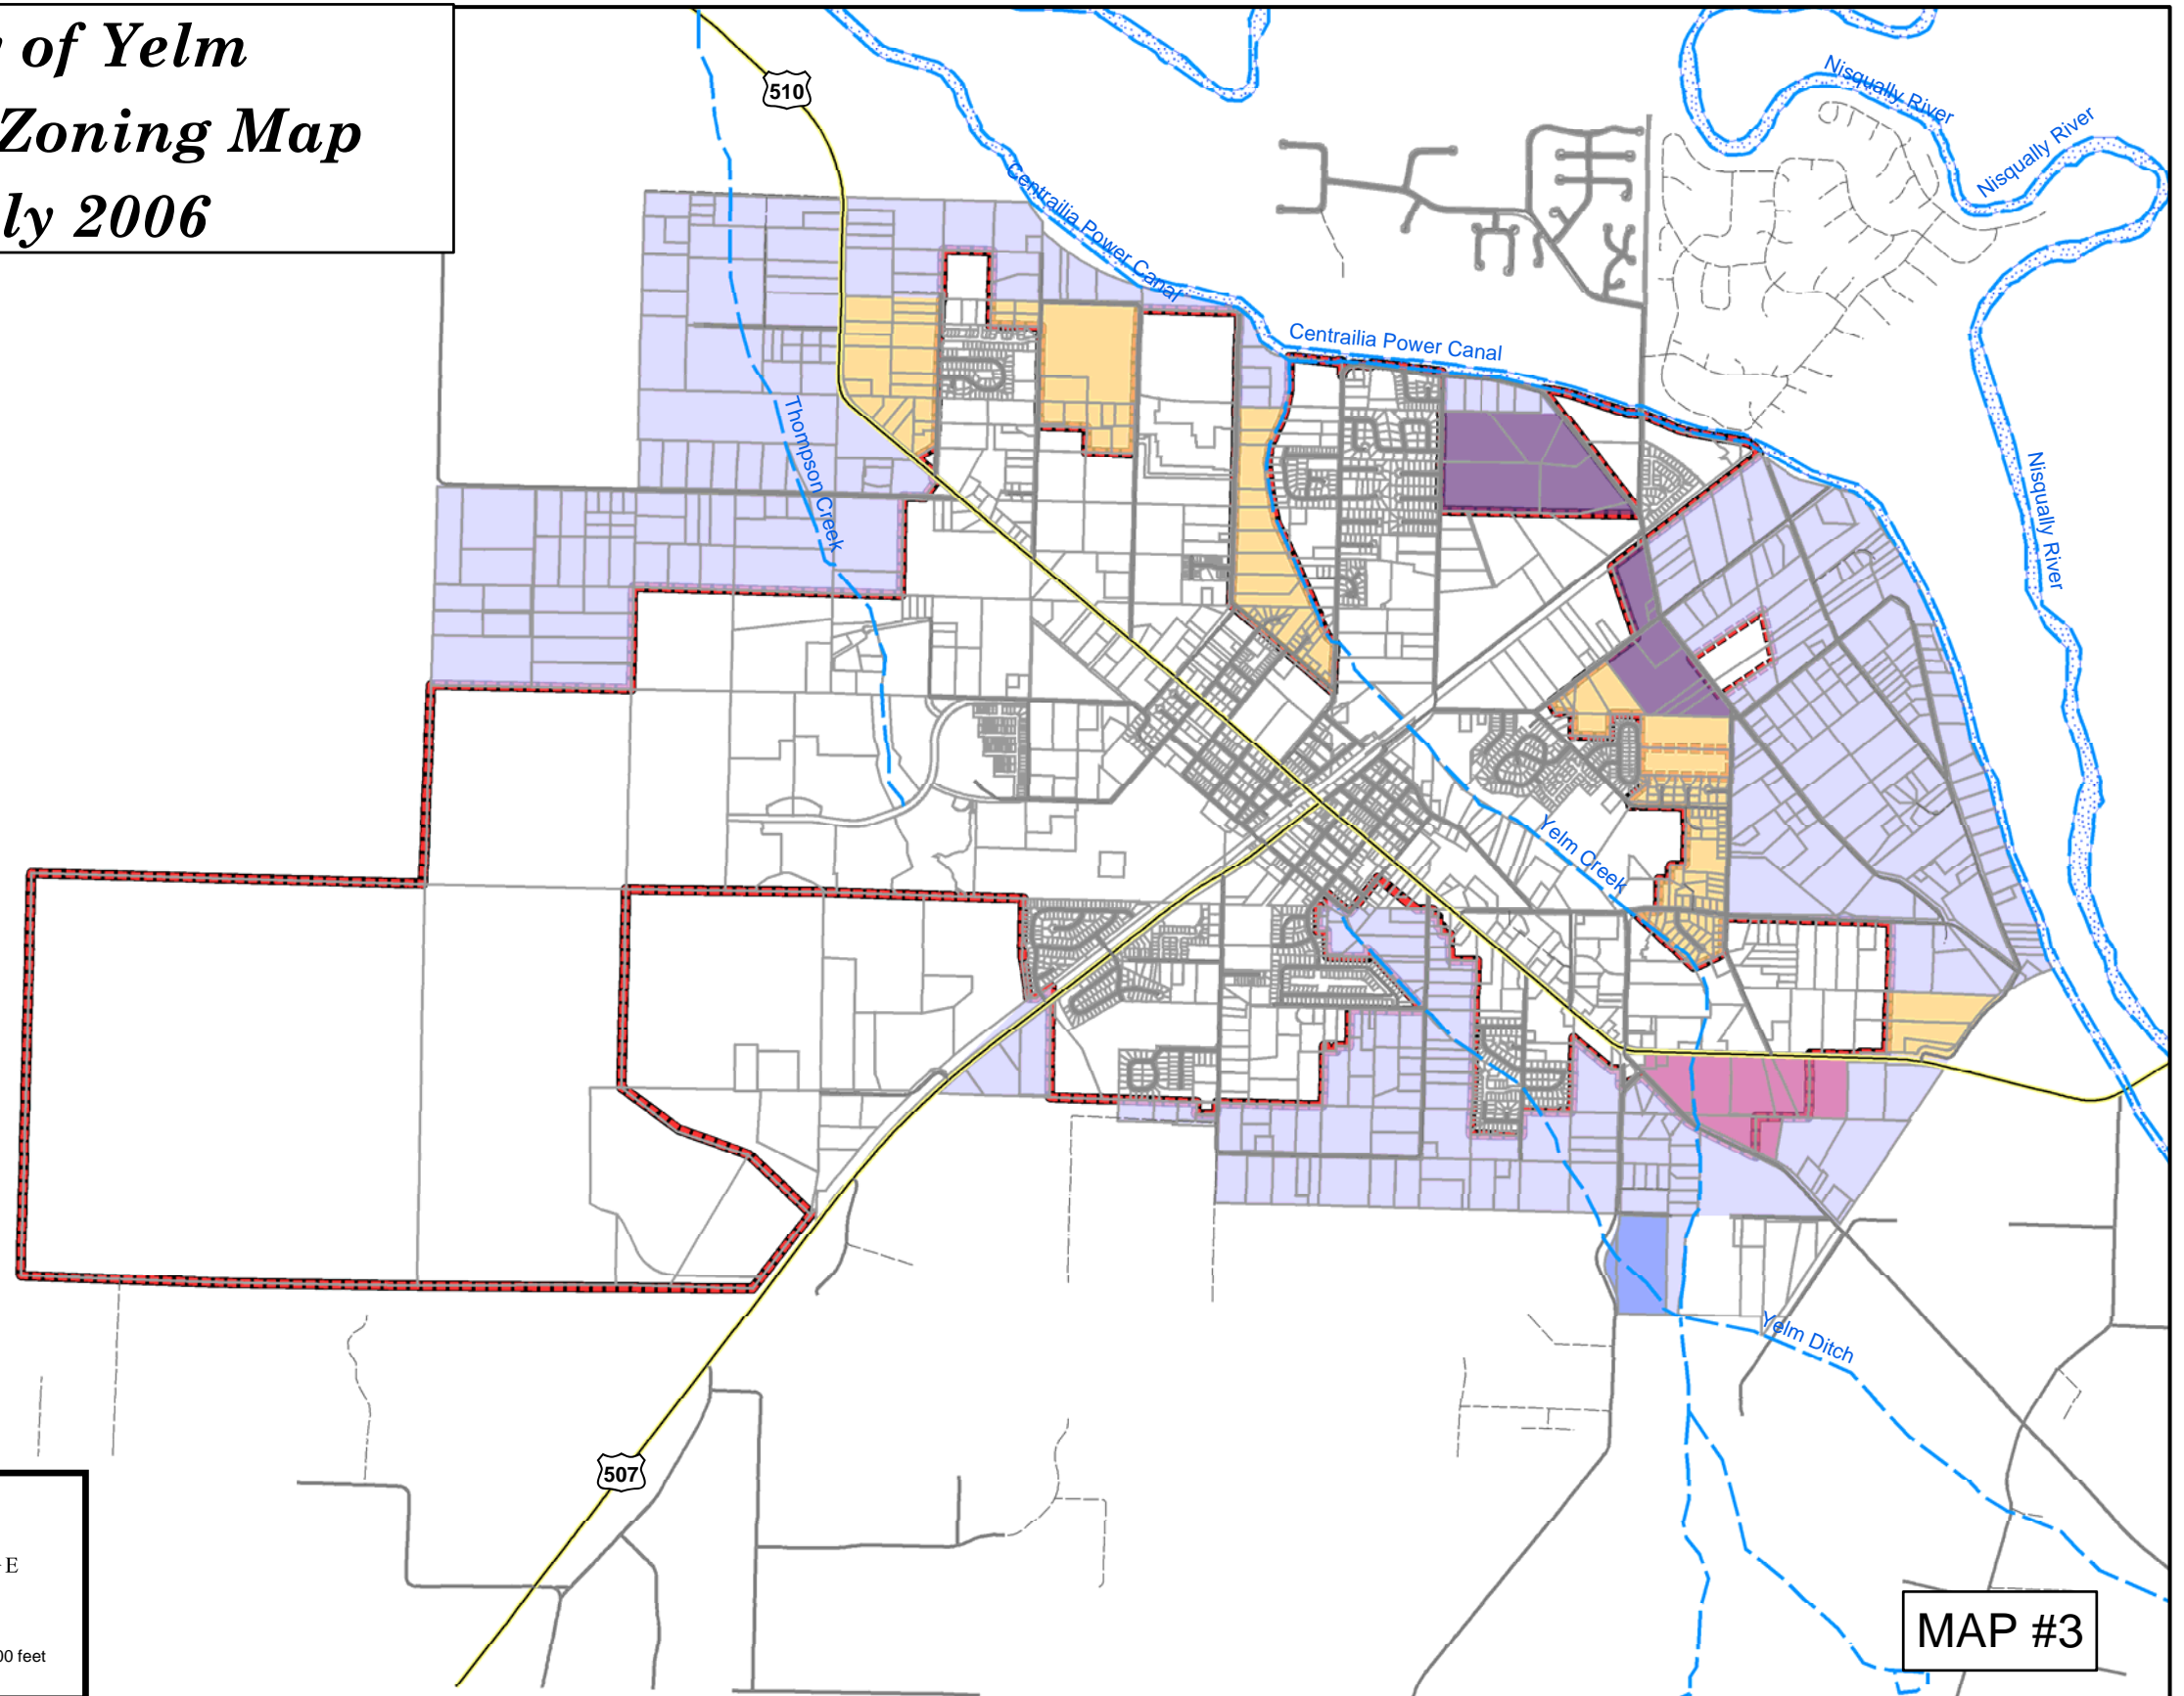 of Yelm
Zoning Map
ly 2006
510
Nisqually River
Nisqually River
Centrailia Power Canal
Centrailia Power Canal
Thompson Creek
Nisqually River
Yelm Creek
Yelm Ditch
507
E
00 feet
MAP #3